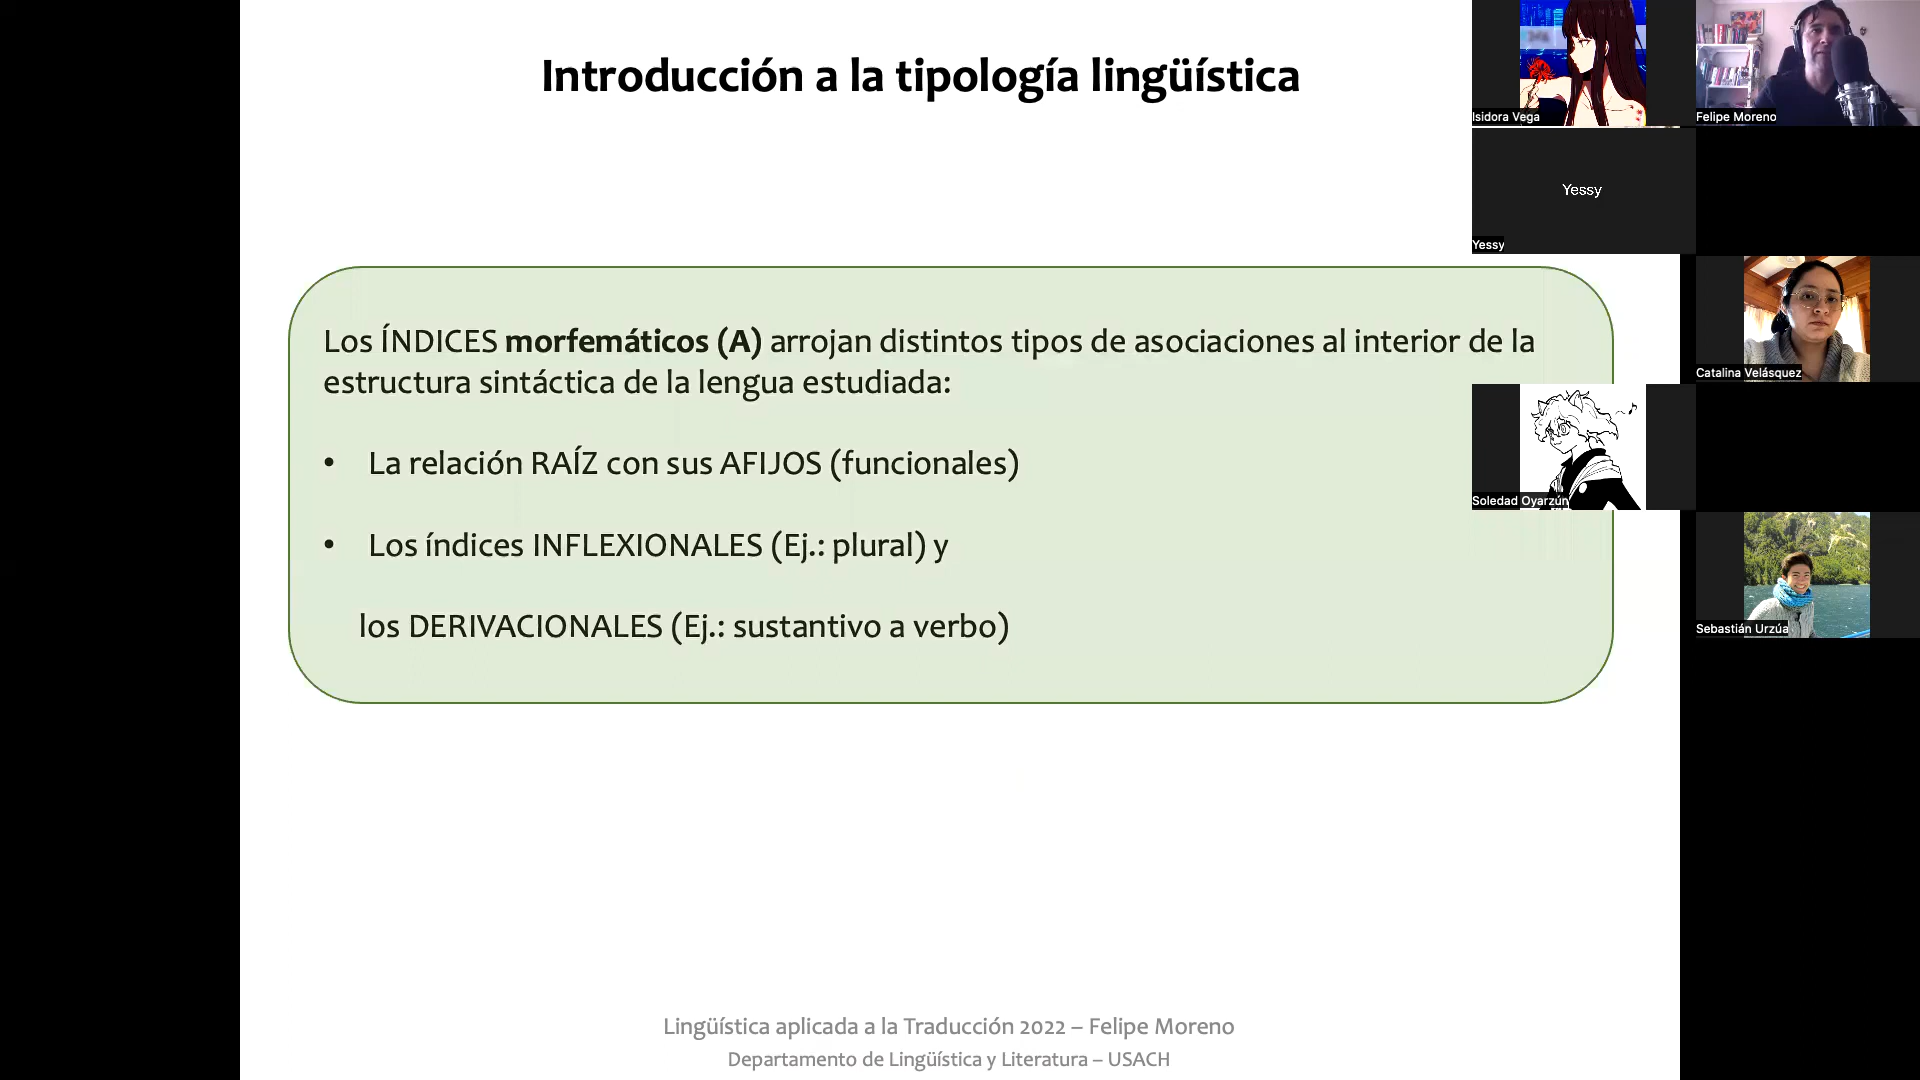 Introducción a la tipología lingüística
Los ÍNDICES morfemáticos (A) arrojan distintos tipos de asociaciones al interior de la
estructura sintáctica de la lengua estudiada:
• La relación RAÍZ con sus AFIJOS (funcionales)
• Los índices INFLEXIONALES (Ej.: plural) y
los DERIVACIONALES (Ej.: sustantivo a verbo)
Lingüística aplicada a la Traducción 2022 – Felipe Moreno
Departamento de Lingüística y Literatura – USACH
Isidora Vega
Felipe Moreno
Yessy
Yessy
Catalina Velásquez
Soledad Oyarzún
Sebastián Urzúa